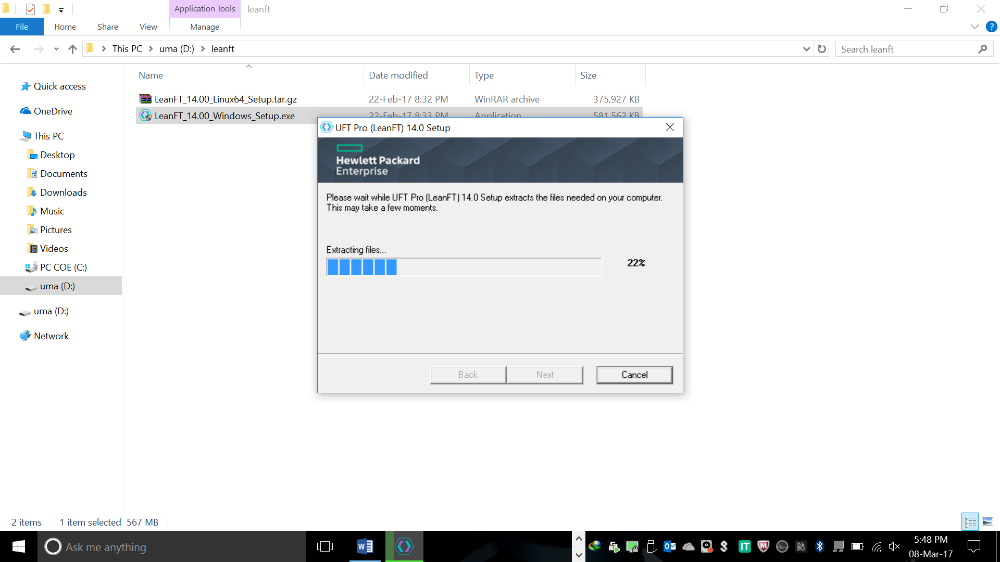 Application Tools
leanft
File
Home
Share
View
Manage
This PC
uma (D:)
leanft
Search leanft
Name
Date modified
Type
Size
LeanFT_14.00_Linux64_Setup.tar.gz
22-Feb-17 8:32 PM
WinRAR archive
375,927 KB
LeanFT_14.00_Windows_Setup.exe
22-Feb-17 8:33 PM
Application
581,562 KB
Quick access
OneDrive
This PC
Desktop
Documents
Downloads
Music
Pictures
Videos
PC COE (C:)
uma (D:)
uma (D:)
Network
UFT Pro (LeanFT) 14.0 Setup
Hewlett Packard
Enterprise
Please wait while UFT Pro (LeanFT) 14.0 Setup extracts the files needed on your computer.
This may take a few moments.
Extracting files...
22%
Back
Next
Cancel
2 items
1 item selected 567 MB
Ask me anything
5:48 PM
08-Mar-17